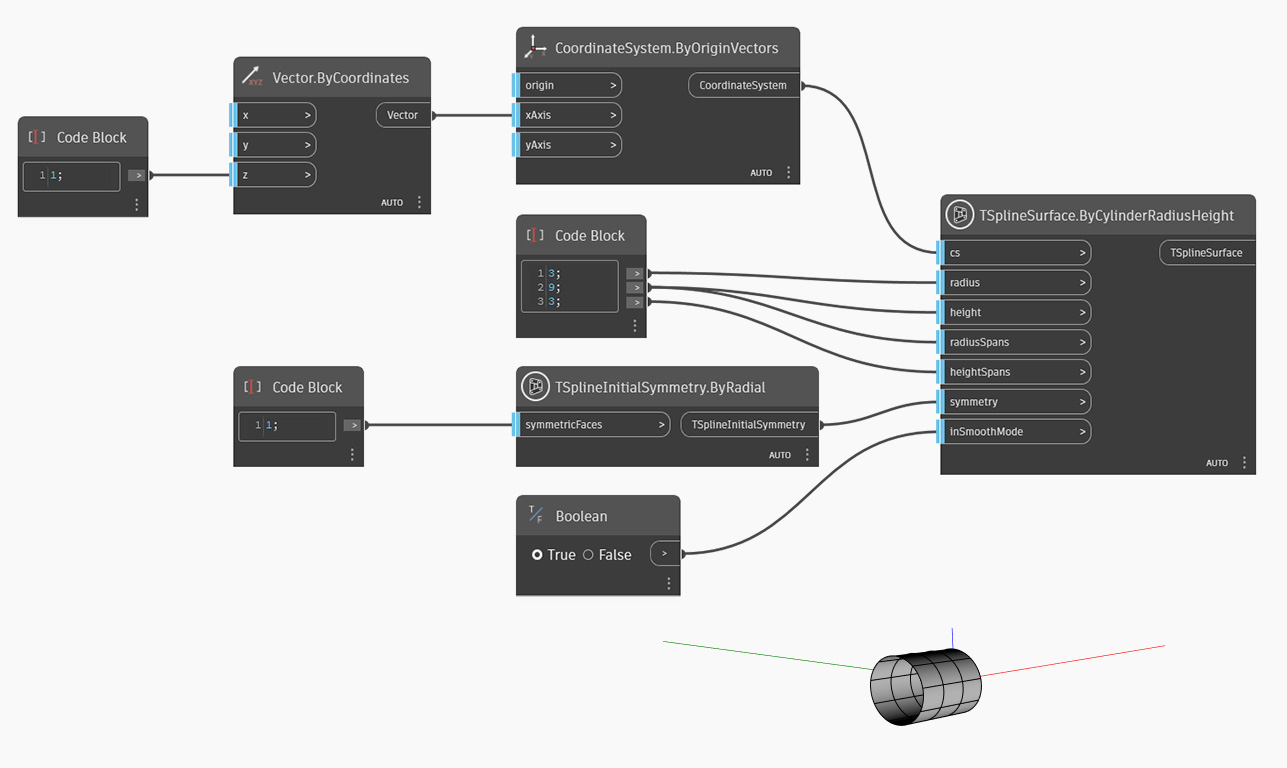 CoordinateSystem.ByOriginVectors
origin >
CoordinateSystem
xAxis >
yAxis >
AUTO
XYZ
Vector.ByCoordinates
x >
Vector
y >
z >
AUTO
Code Block
1 1;
>
Code Block
1 3; >
2 9; >
3 3; >
TSplineSurface.ByCylinderRadiusHeight
cs >
TSplineSurface
radius >
height >
radiusSpans >
heightSpans >
symmetry >
inSmoothMode >
AUTO
Code Block
1 1;
>
TSplineInitialSymmetry.ByRadial
symmetricFaces >
TSplineInitialSymmetry
AUTO
T/F
Boolean
True False >